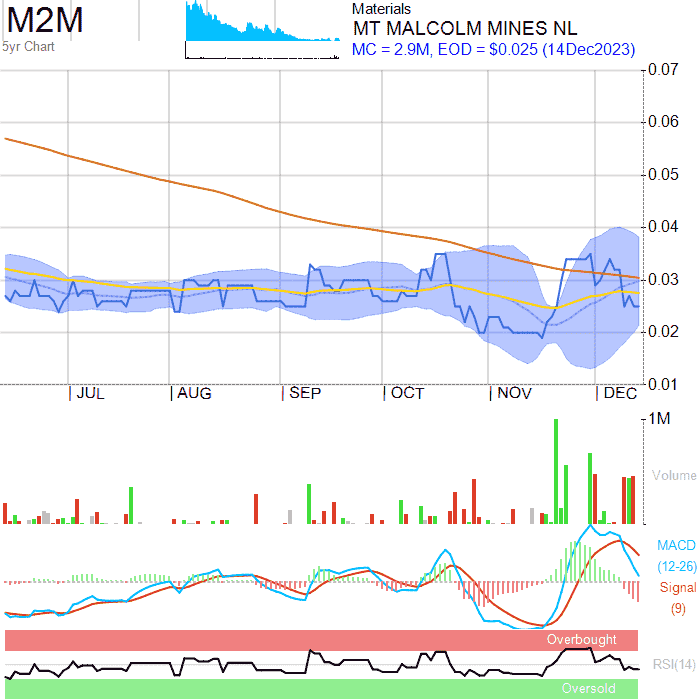 M2M
5yr Chart
Materials
MT MALCOLM MINES NL
MC = 2.9M, EOD = $0.025 (14Dec2023)
0.07
0.06
0.05
0.04
0.03
0.02
0.01
JUL AUG SEP OCT NOV DEC
1M
Volume
MACD
(12-26)
Signal
(9)
Overbought
RSI(14)
Oversold